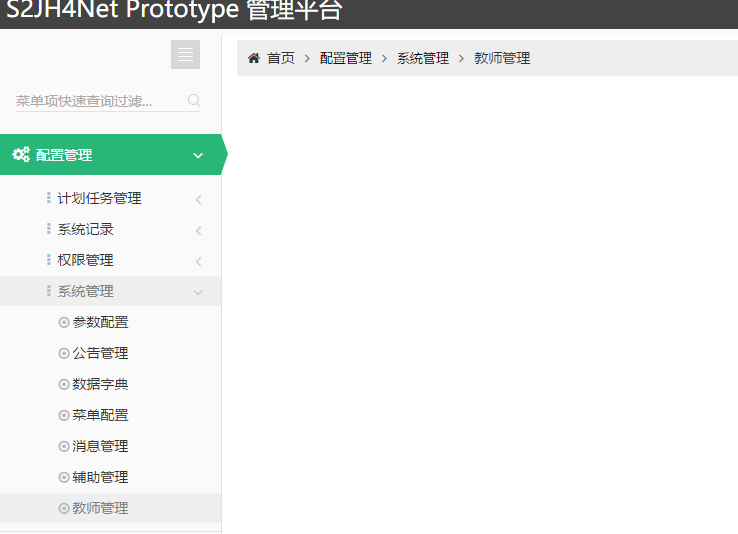 S2JH4Net Prototype 管理平台
首页 > 配置管理 > 系统管理 > 教师管理
菜单项快速查询过滤...
配置管理
计划任务管理
系统记录
权限管理
系统管理
参数配置
公告管理
数据字典
菜单配置
消息管理
辅助管理
教师管理